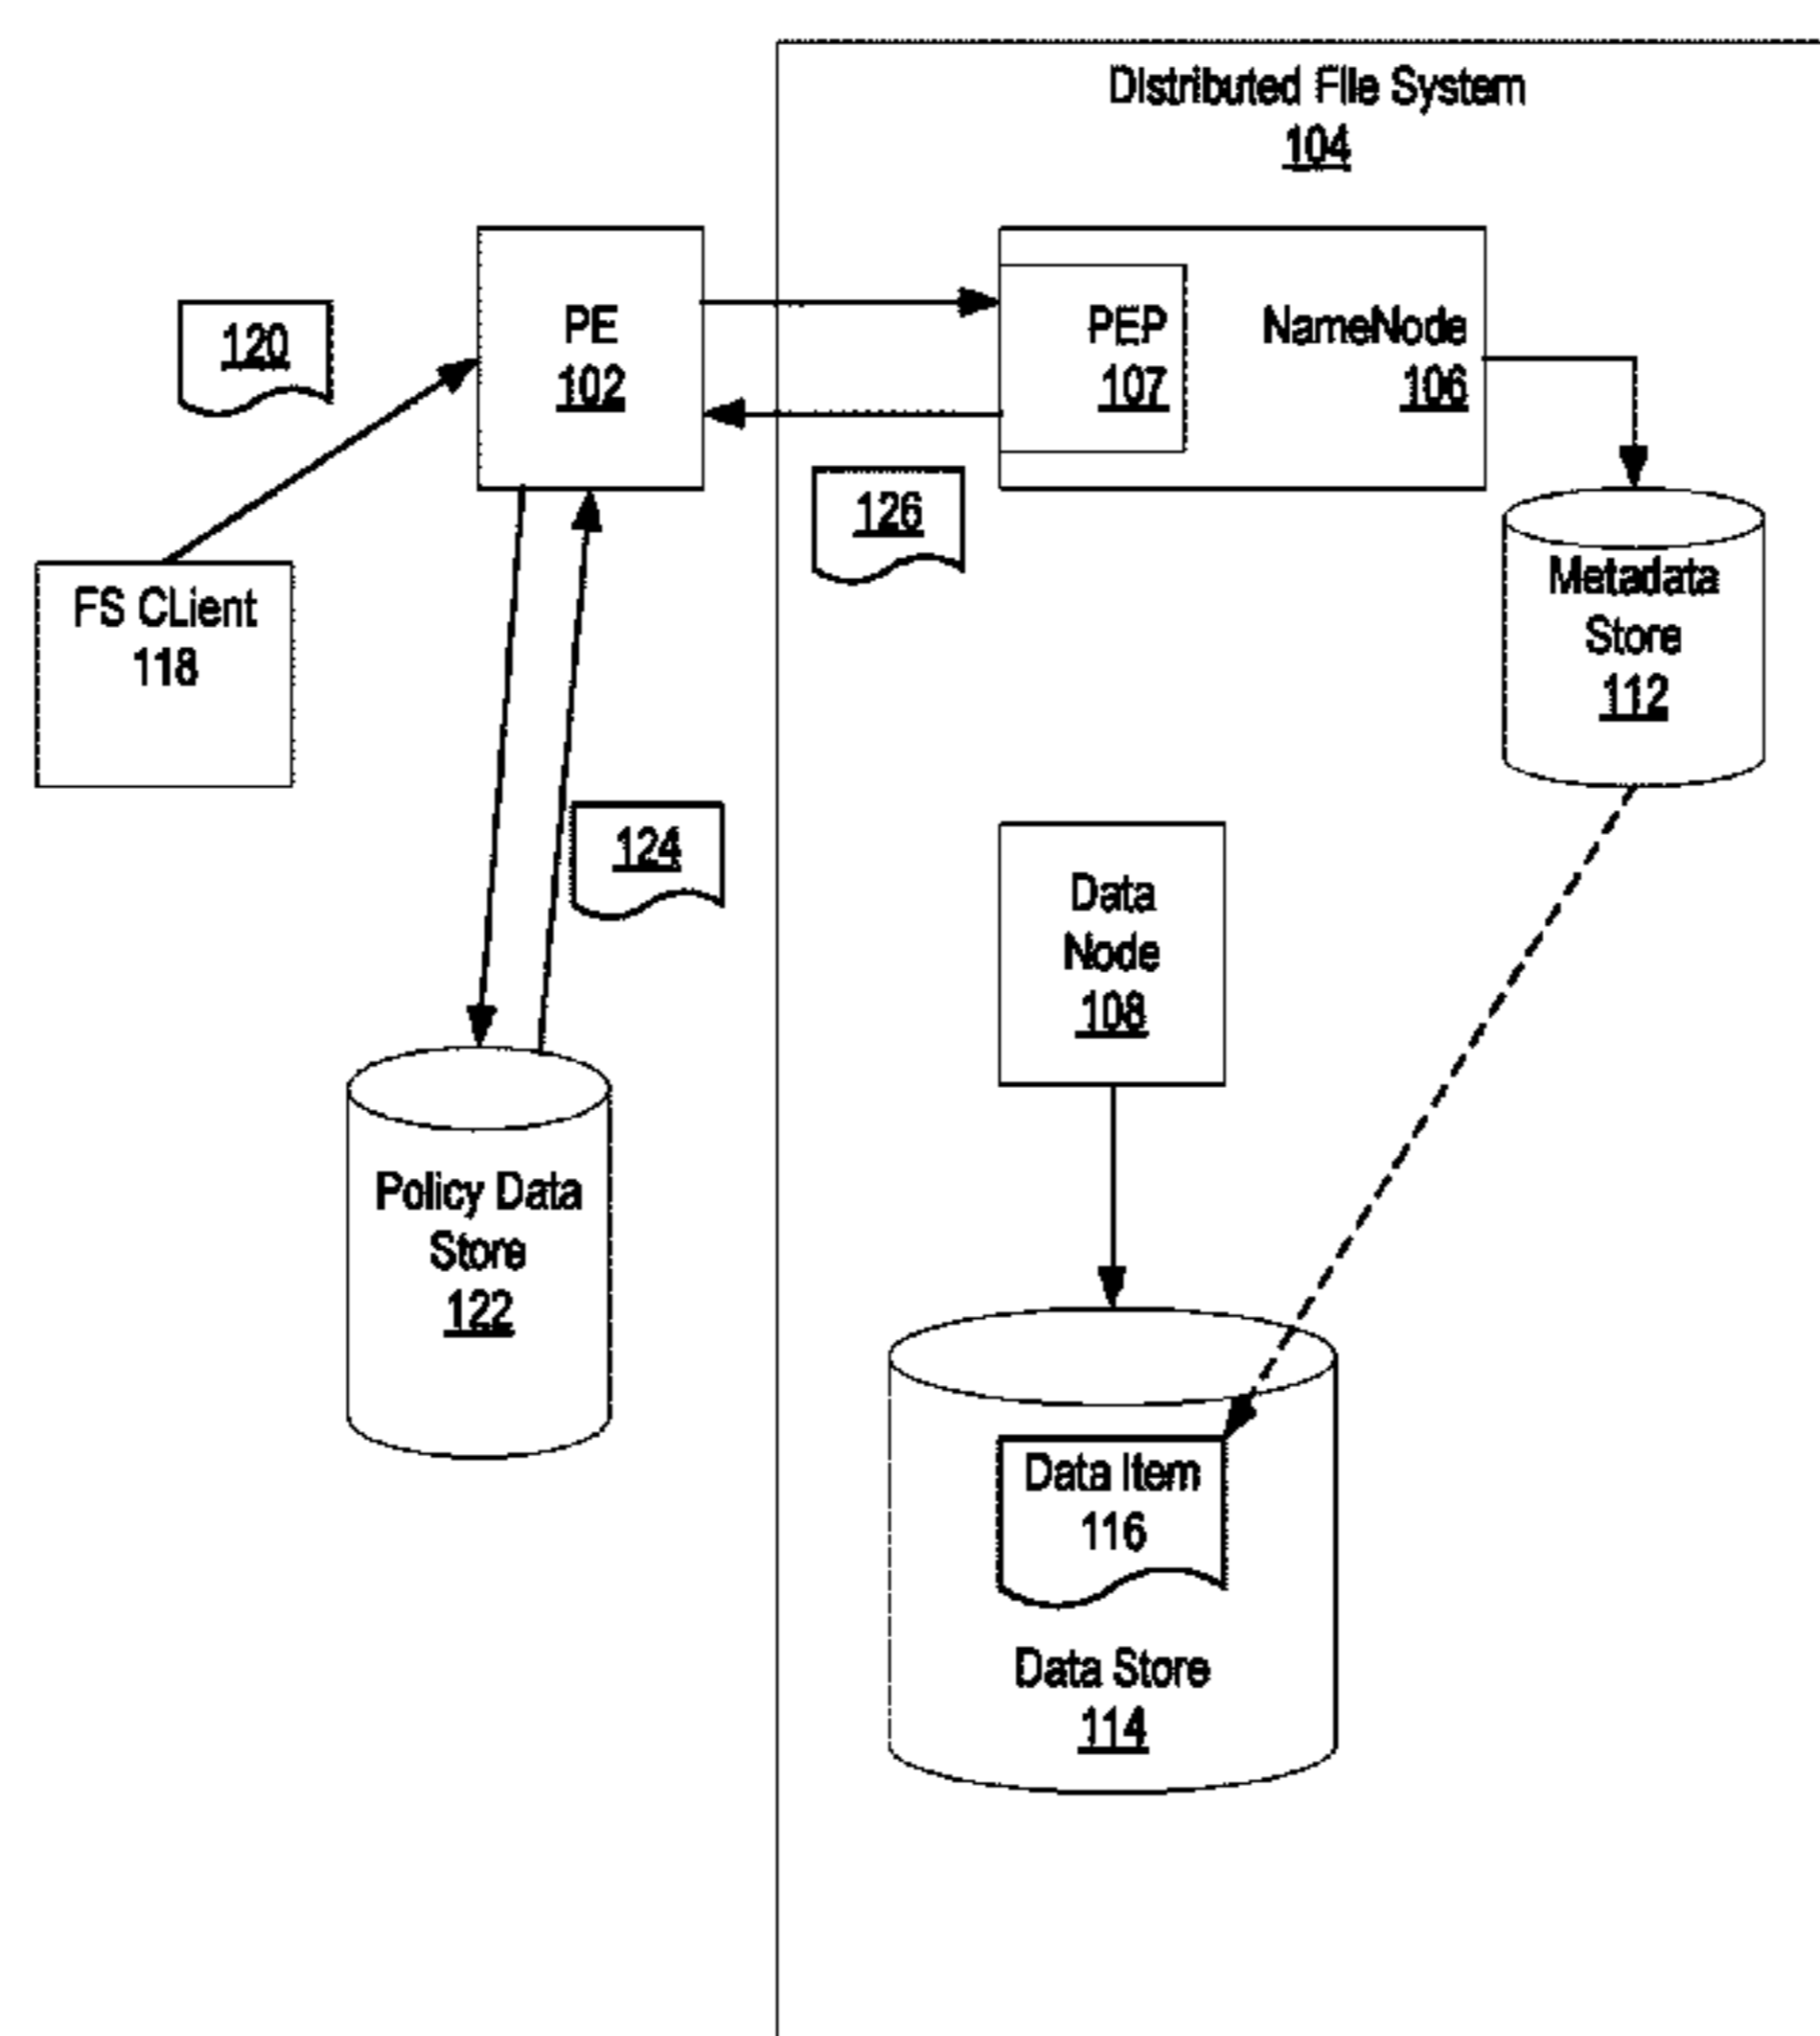 Distributed File System
104
PE
102
PEP
107
NameNode
106
120
126
FS CLient
118
Metadata
Store
112
124
Data
Node
108
Policy Data
Store
122
Data Item
116
Data Store
114